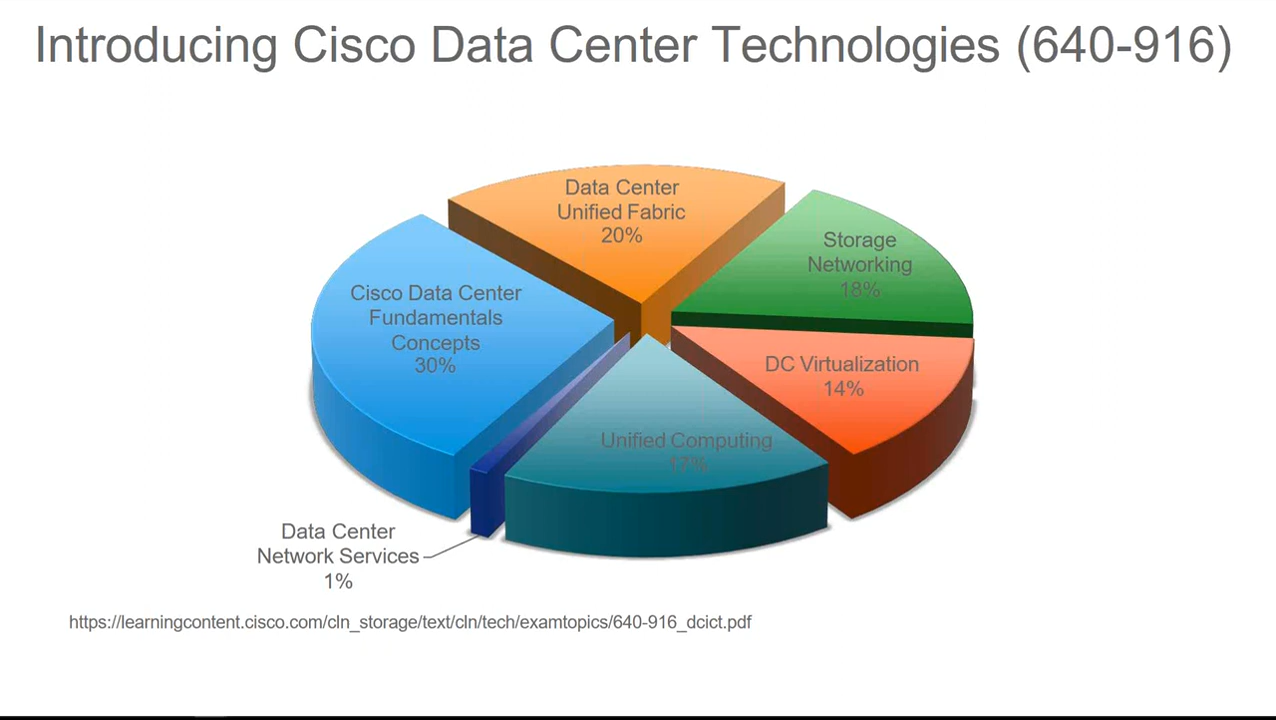 Introducing Cisco Data Center Technologies (640-916)
Data Center
Unified Fabric
20%
Storage
Networking
18%
Cisco Data Center
Fundamentals
Concepts
30%
DC Virtualization
14%
Unified Computing
17%
Data Center
Network Services
1%
https://learningcontent.cisco.com/cln_storage/text/cln/tech/examtopics/640-916_dcict.pdf